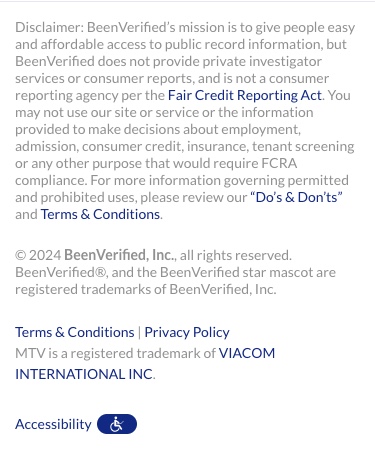 Disclaimer: BeenVerified’s mission is to give people easy
and affordable access to public record information, but
BeenVerified does not provide private investigator
services or consumer reports, and is not a consumer
reporting agency per the Fair Credit Reporting Act. You
may not use our site or service or the information
provided to make decisions about employment,
admission, consumer credit, insurance, tenant screening
or any other purpose that would require FCRA
compliance. For more information governing permitted
and prohibited uses, please review our “Do’s & Don’ts”
and Terms & Conditions.
© 2024 BeenVerified, Inc., all rights reserved.
BeenVerified®, and the BeenVerified star mascot are
registered trademarks of BeenVerified, Inc.
Terms & Conditions | Privacy Policy
MTV is a registered trademark of VIACOM
INTERNATIONAL INC.
Accessibility